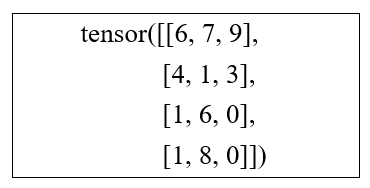 tensor([[6, 7, 9],
[4, 1, 3],
[1, 6, 0],
[1, 8, 0]])